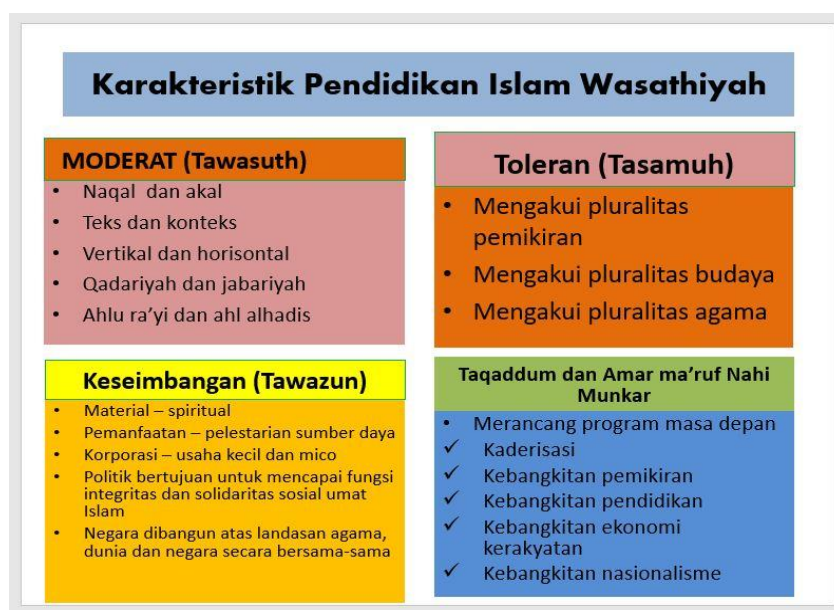 Karakteristik Pendidikan Islam Wasathiyah
MODERAT (Tawasuth)
• Naqal dan akal
• Teks dan konteks
• Vertikal dan horisontal
• Qadariyah dan jabariyah
• Ahlu ra'yi dan ahl alhadis
Toleran (Tasamuh)
• Mengakui pluralitas
pemikiran
• Mengakui pluralitas budaya
• Mengakui pluralitas agama
Keseimbangan (Tawazun)
• Material – spiritual
• Pemanfaatan – pelestarian sumber daya
• Korporasi – usaha kecil dan mico
• Politik bertujuan untuk mencapai fungsi
integritas dan solidaritas sosial umat
Islam
• Negara dibangun atas landasan agama,
dunia dan negara secara bersama-sama
Taqaddum dan Amar ma'ruf Nahi
Munkar
• Merancang program masa depan
✓ Kaderisasi
✓ Kebangkitan pemikiran
✓ Kebangkitan pendidikan
✓ Kebangkitan ekonomi
kerakyatan
✓ Kebangkitan nasionalisme